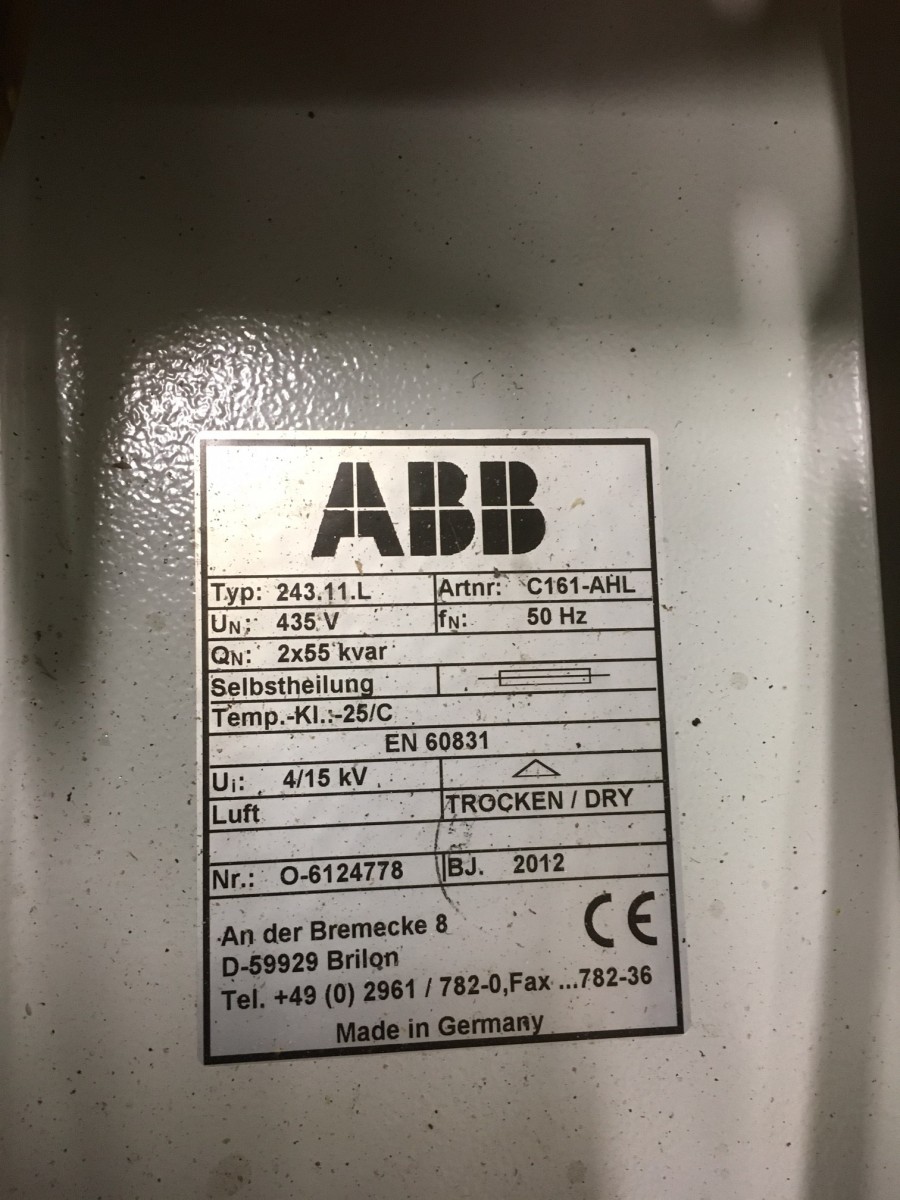 ABB
Typ: 243.11.L Artnr: C161-AHL
UN: 435 V fN: 50 Hz
QN: 2x55 kvar
Selbstheilung
Temp.-Kl.:-25/C
EN 60831
Ui: 4/15 kV
Luft TROCKEN / DRY
Nr.: O-6124778 BJ. 2012
An der Bremecke 8 CE
D-59929 Brilon
Tel. +49 (0) 2961 / 782-0,Fax ...782-36
Made in Germany